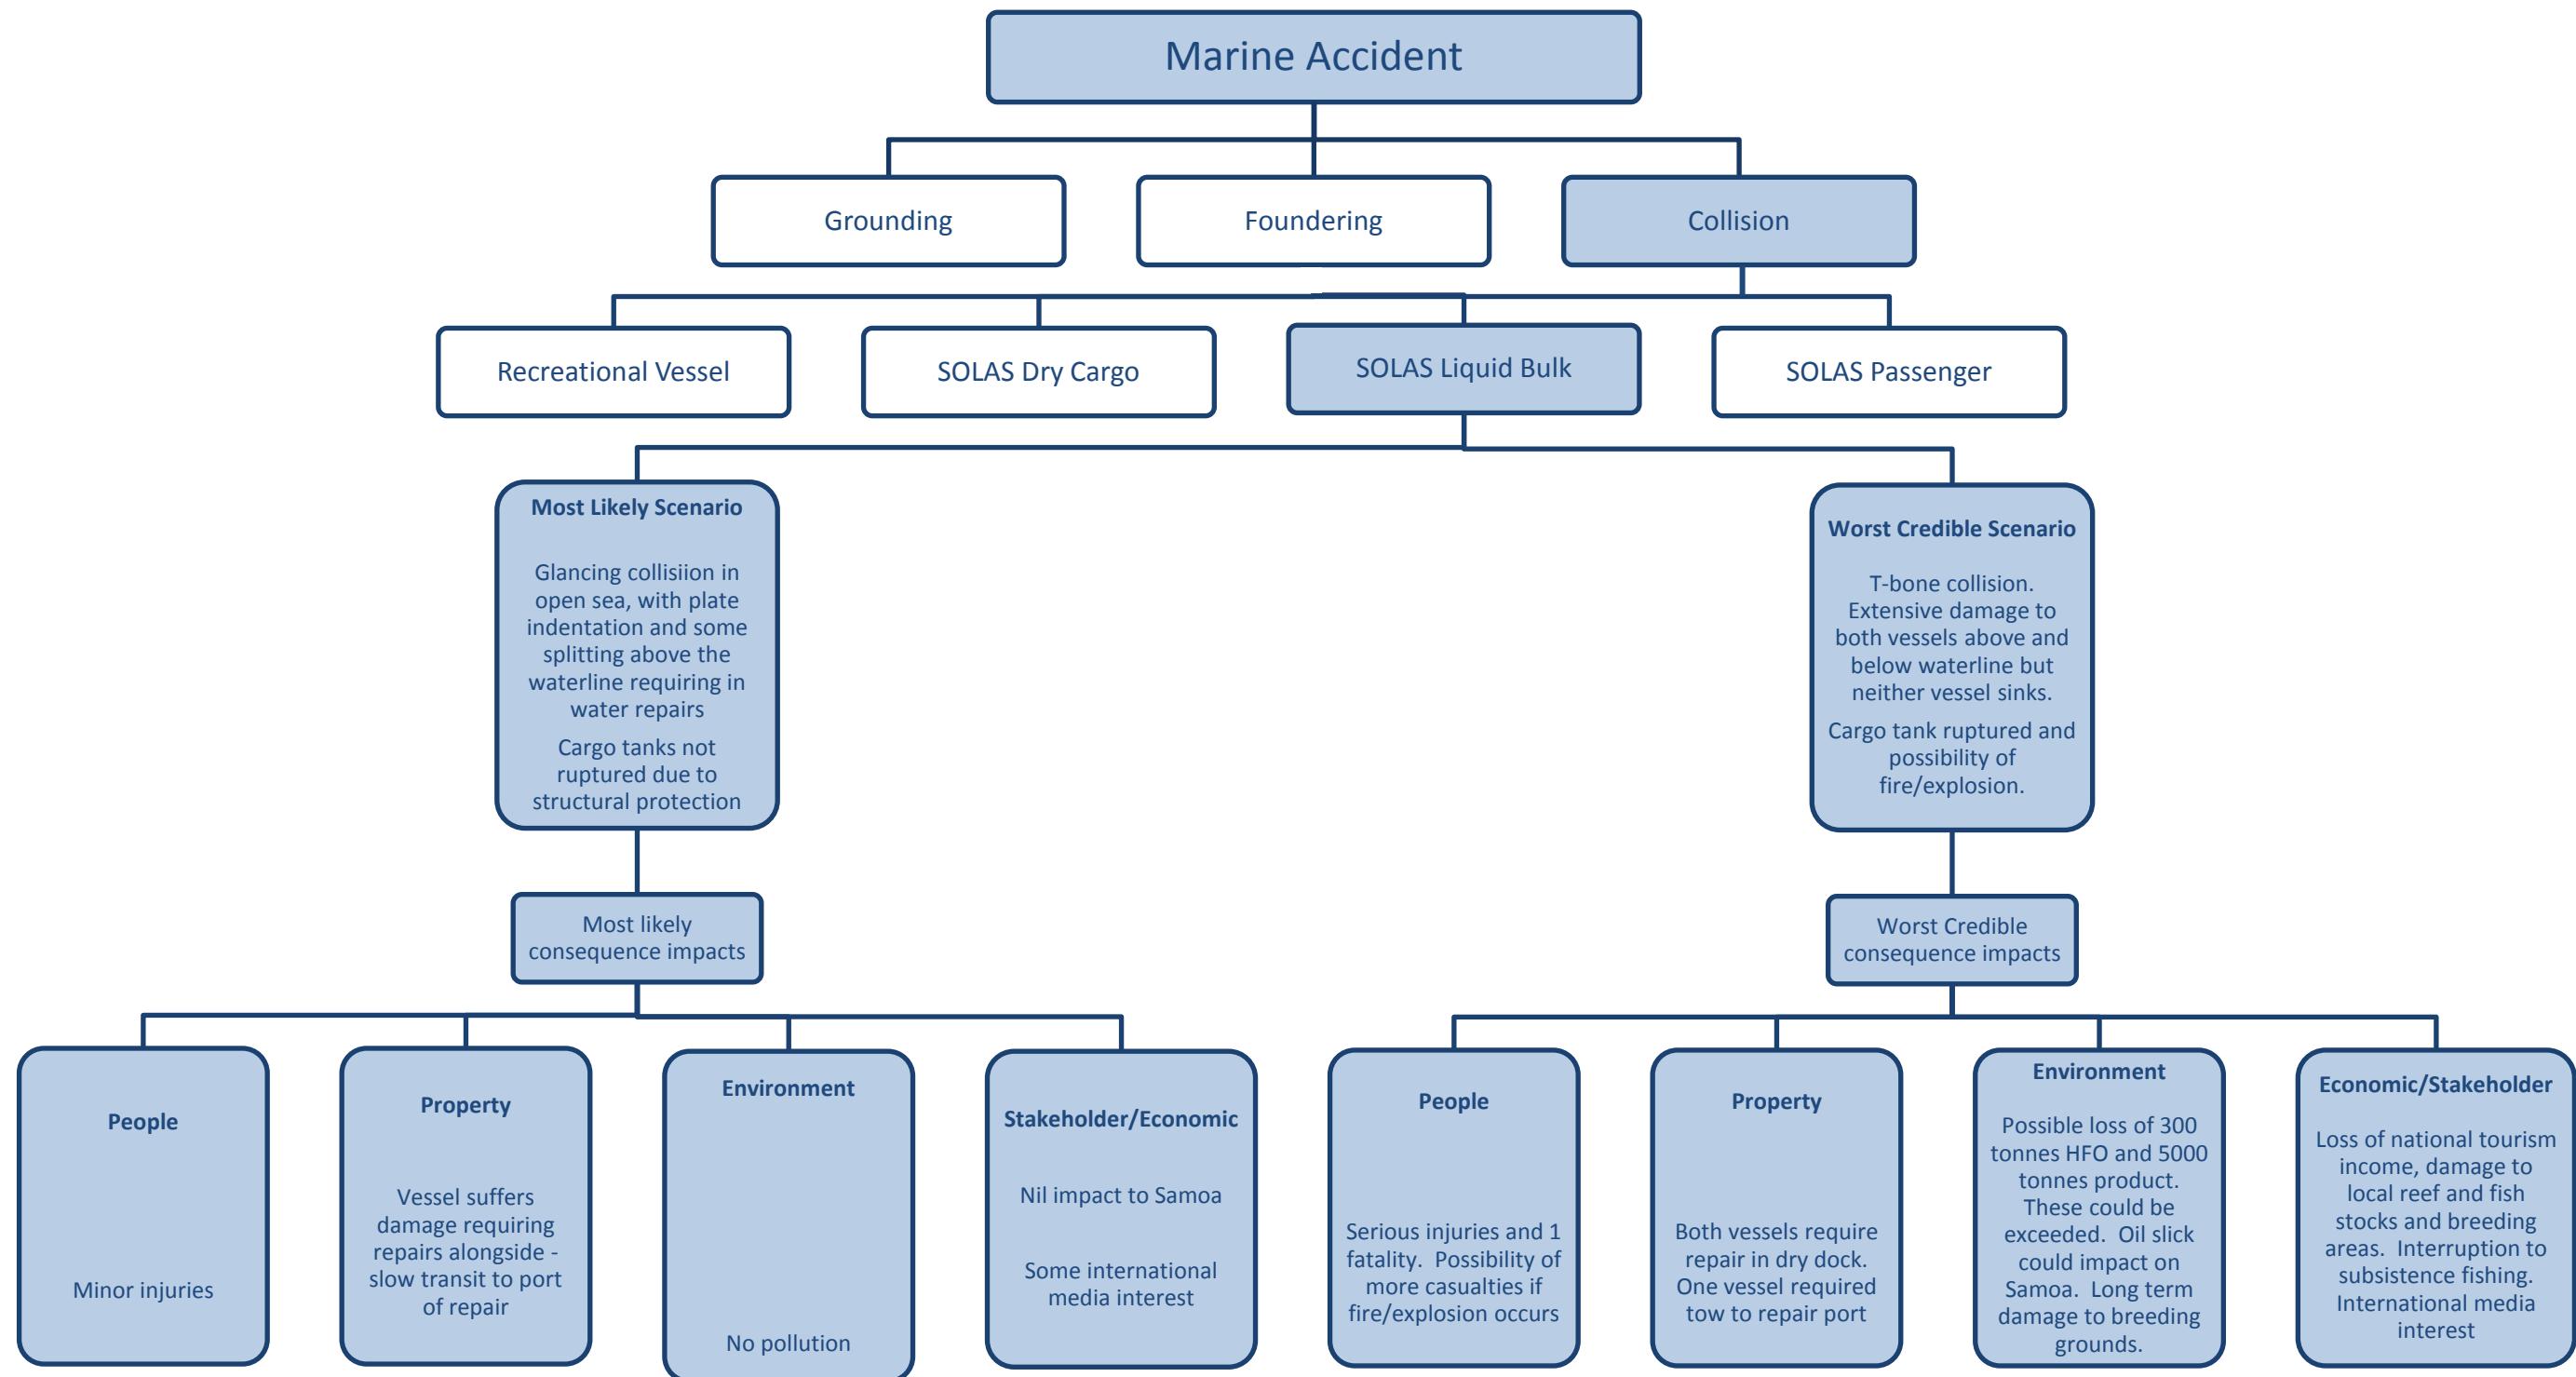 Marine Accident
Grounding
Foundering
Collision
Recreational Vessel
SOLAS Dry Cargo
SOLAS Liquid Bulk
SOLAS Passenger
Most Likely Scenario
Glancing collisiion in
open sea, with plate
indentation and some
splitting above the
waterline requiring in
water repairs
Cargo tanks not
ruptured due to
structural protection
Worst Credible Scenario
T-bone collision.
Extensive damage to
both vessels above and
below waterline but
neither vessel sinks.
Cargo tank ruptured and
possibility of
fire/explosion.
Most likely
consequence impacts
Worst Credible
consequence impacts
People
Minor injuries
Property
Vessel suffers
damage requiring
repairs alongside -
slow transit to port
of repair
Environment
No pollution
Stakeholder/Economic
Nil impact to Samoa
Some international
media interest
People
Serious injuries and 1
fatality.  Possibility of
more casualties if
fire/explosion occurs
Property
Both vessels require
repair in dry dock.
One vessel required
tow to repair port
Environment
Possible loss of 300
tonnes HFO and 5000
tonnes product.
These could be
exceeded.  Oil slick
could impact on
Samoa.  Long term
damage to breeding
grounds.
Economic/Stakeholder
Loss of national tourism
income, damage to
local reef and fish
stocks and breeding
areas.  Interruption to
subsistence fishing.
International media
interest